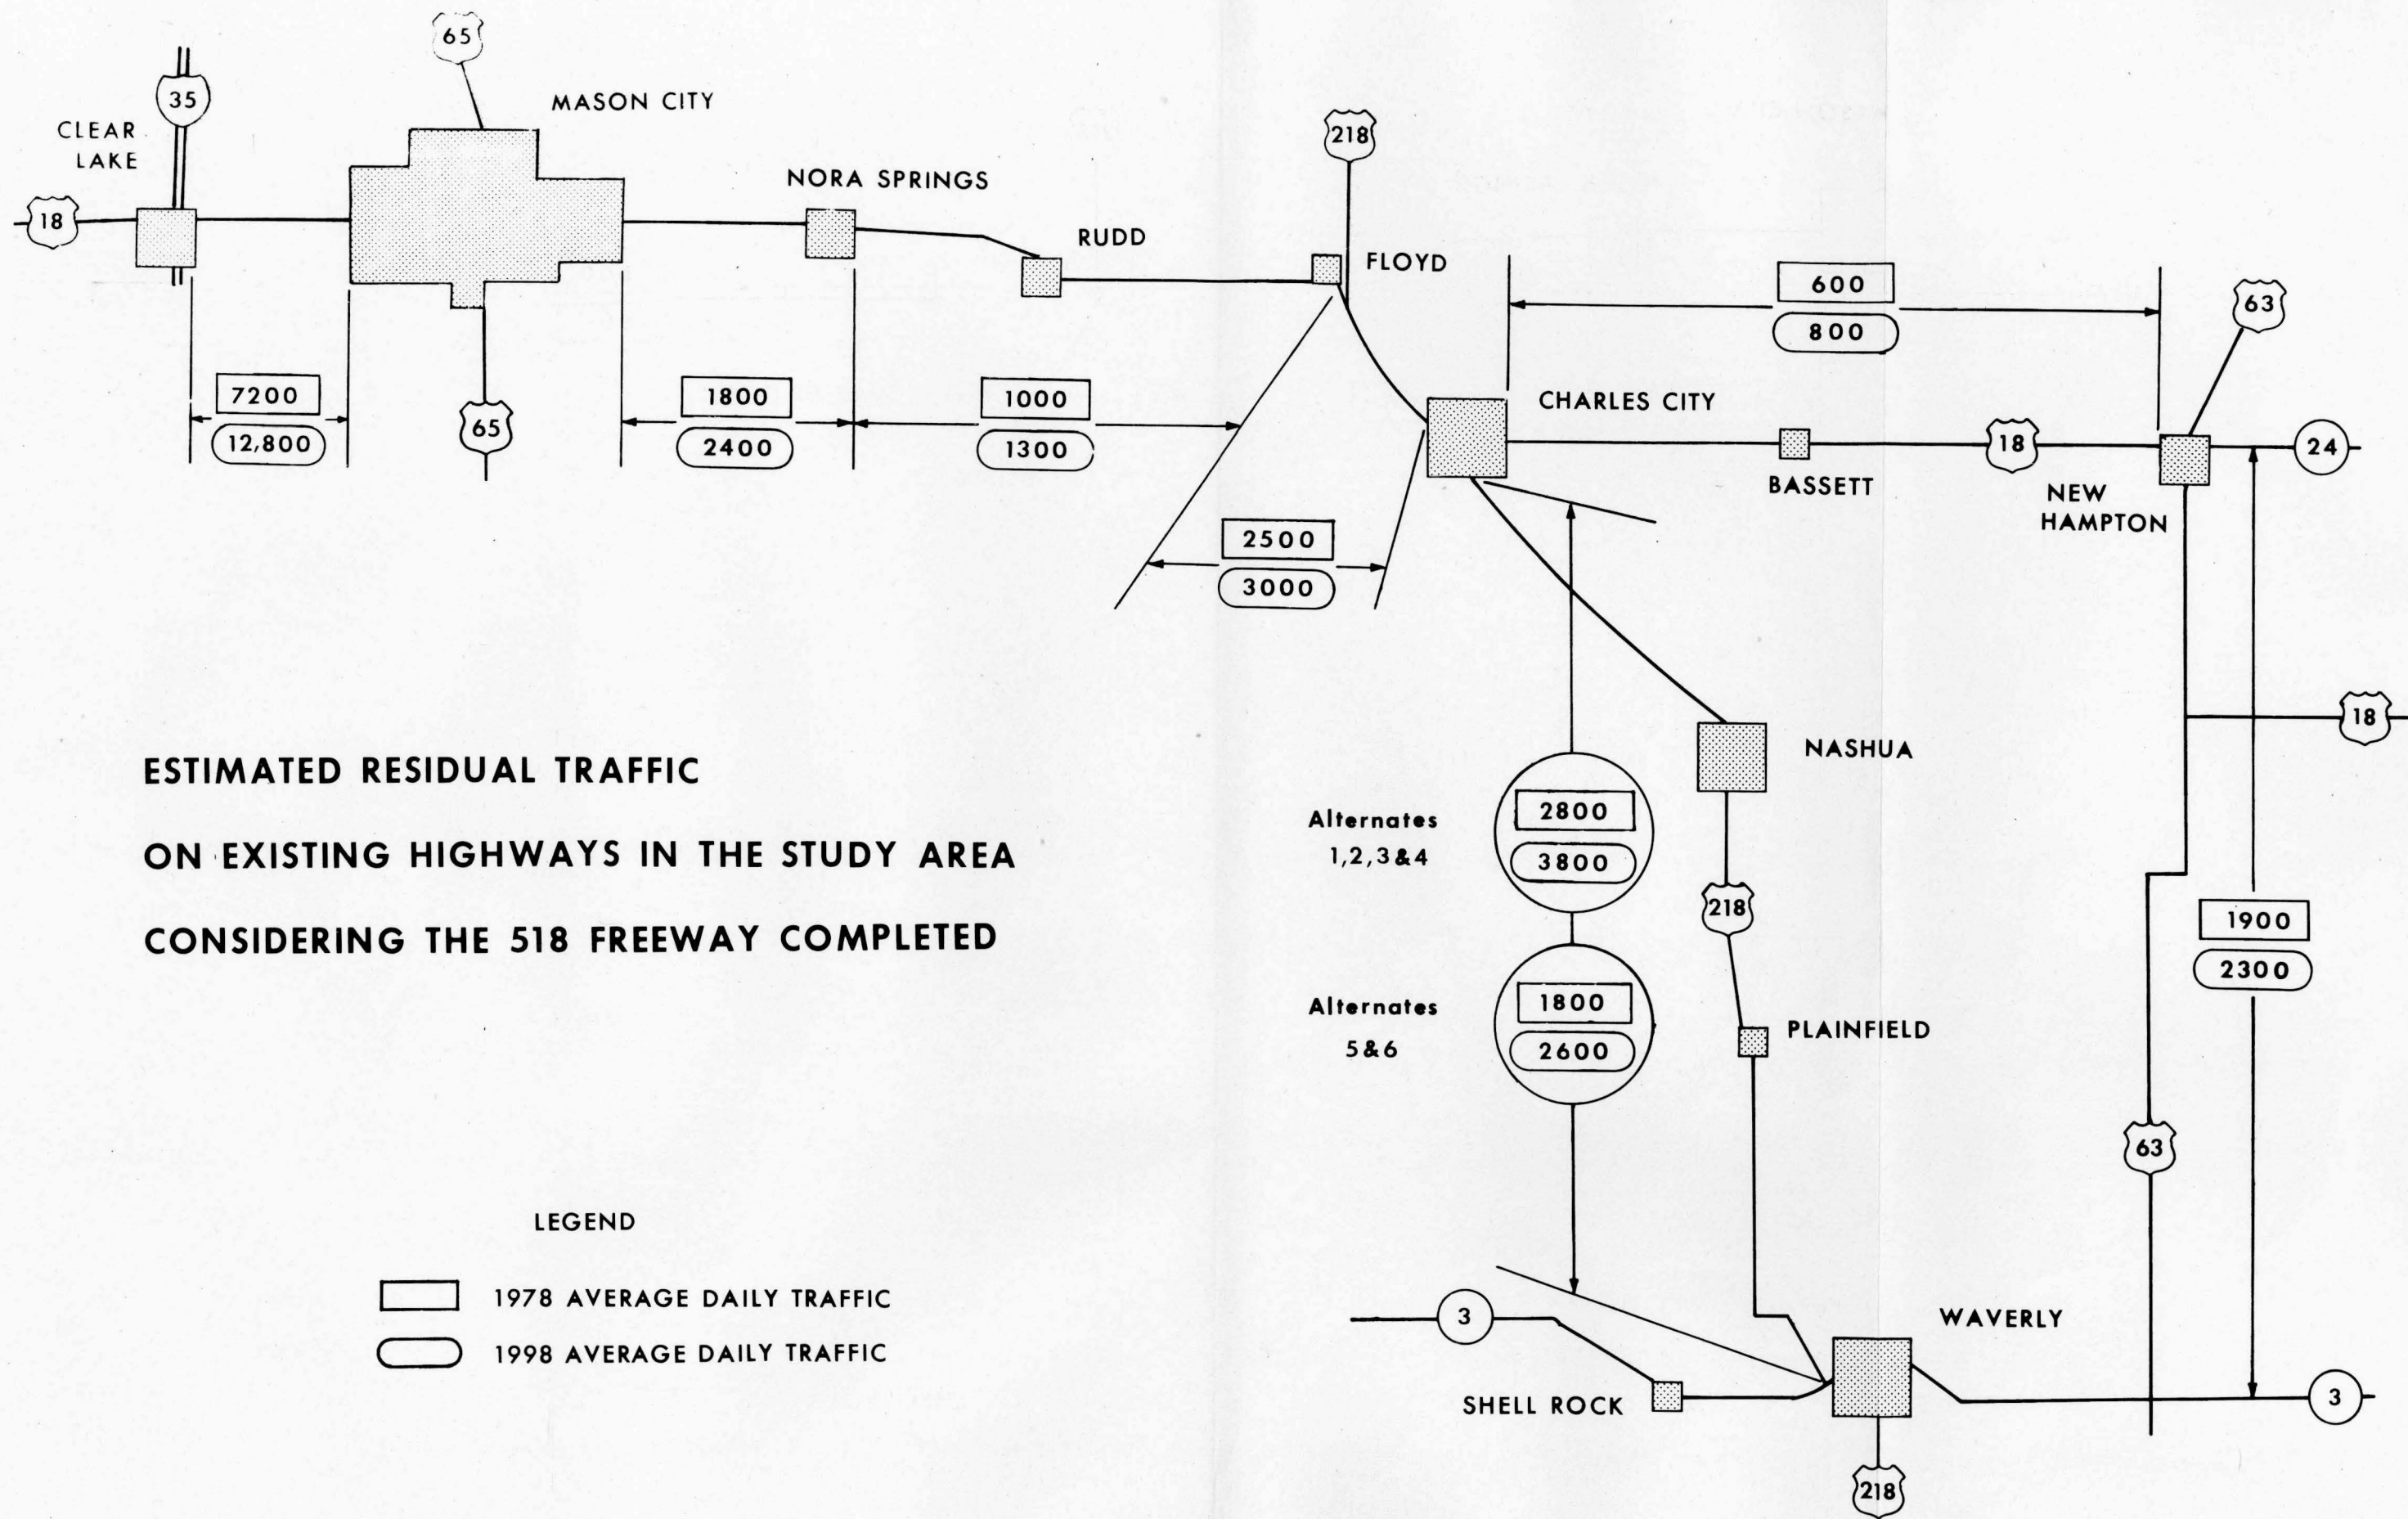 65
35
MASON CITY
CLEAR
LAKE
218
NORA SPRINGS
18
RUDD
FLOYD
600
63
800
7200
1800
1000
CHARLES CITY
65
12,800
2400
1300
18
24
BASSETT
NEW
HAMPTON
2500
3000
18
ESTIMATED RESIDUAL TRAFFIC
ON EXISTING HIGHWAYS IN THE STUDY AREA
CONSIDERING THE 518 FREEWAY COMPLETED
NASHUA
Alternates
1,2,3&4
2800
3800
218
1900
2300
Alternates
5&6
1800
2600
PLAINFIELD
63
LEGEND
1978 AVERAGE DAILY TRAFFIC
1998 AVERAGE DAILY TRAFFIC
3
WAVERLY
SHELL ROCK
3
218